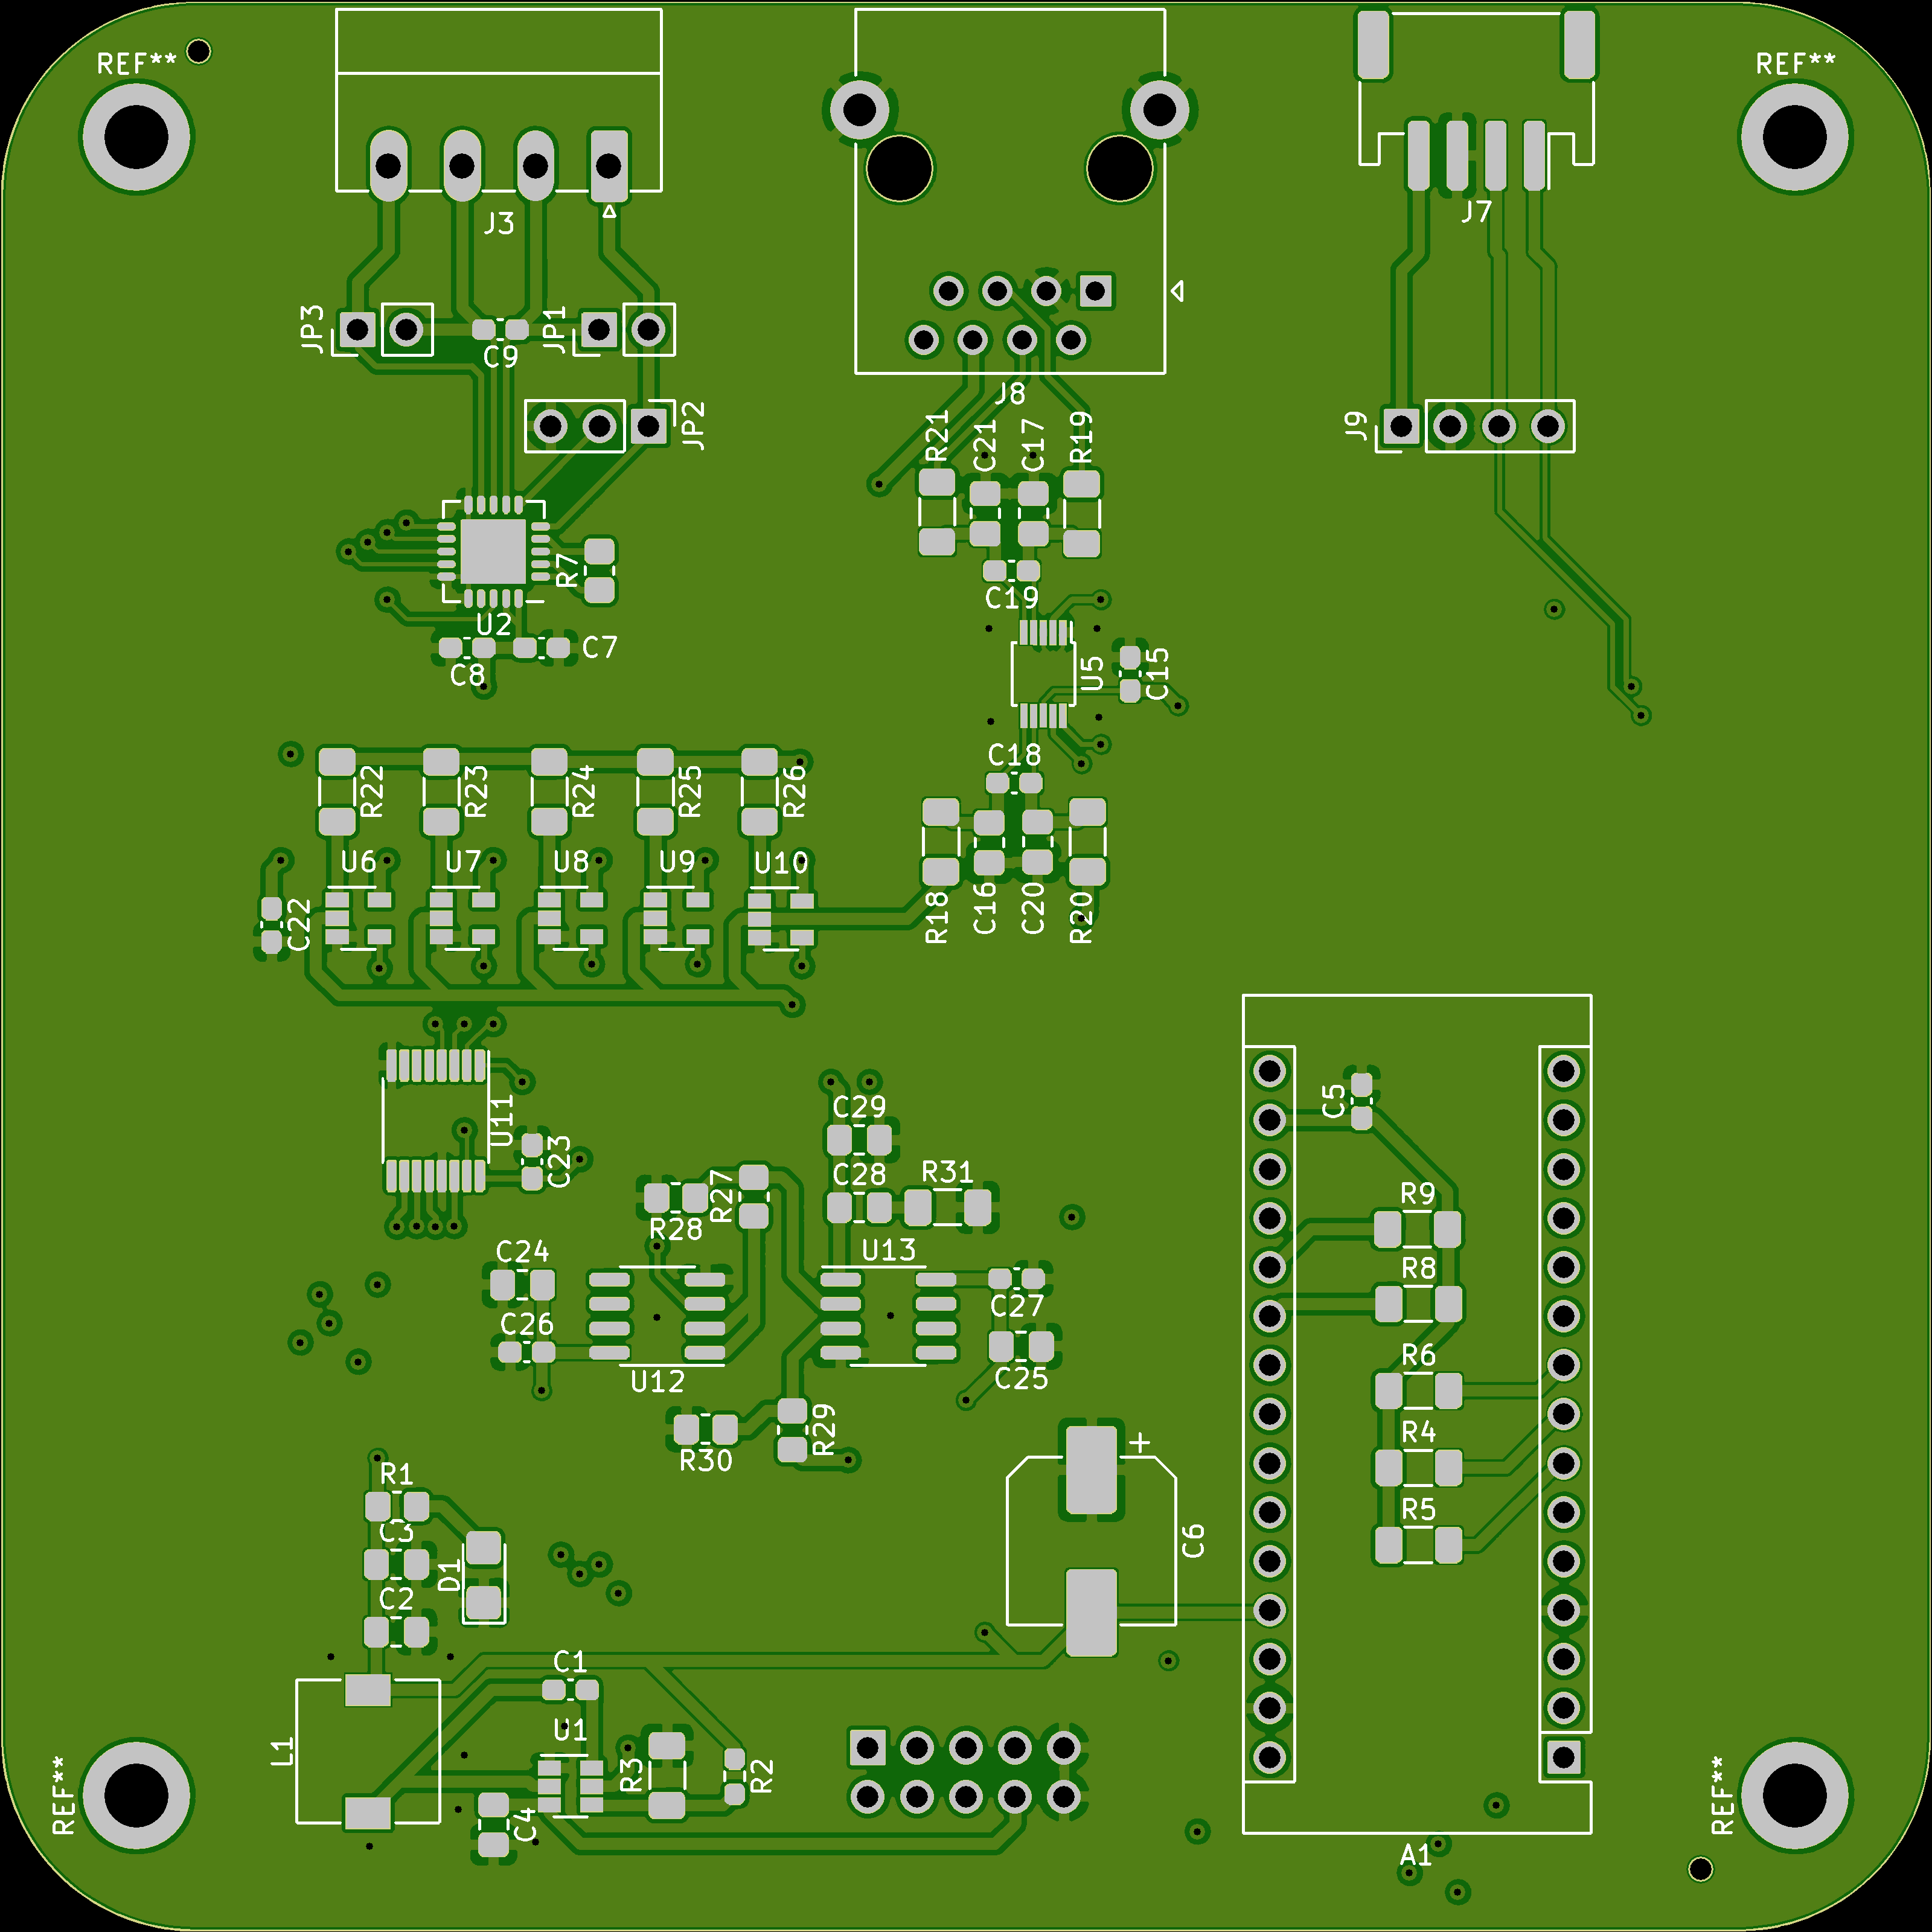 REF**
REF**
J3
J7
JP3
C9
JP1
J8
JP2
J9
R21
C21
C17
R19
R7
C19
U2
C8
C7
U5
C15
C18
R22
R23
R24
R25
R26
U6
U7
U8
U9
U10
C22
R18
C16
C20
R20
U11
C23
C29
C5
C28
R31
R28
R27
R9
C24
U13
R8
C26
C27
U12
C25
R6
R30
R29
+
R4
R1
C3
D1
C2
C6
R5
C1
U1
L1
R3
R2
C4
REF**
REF**
A1